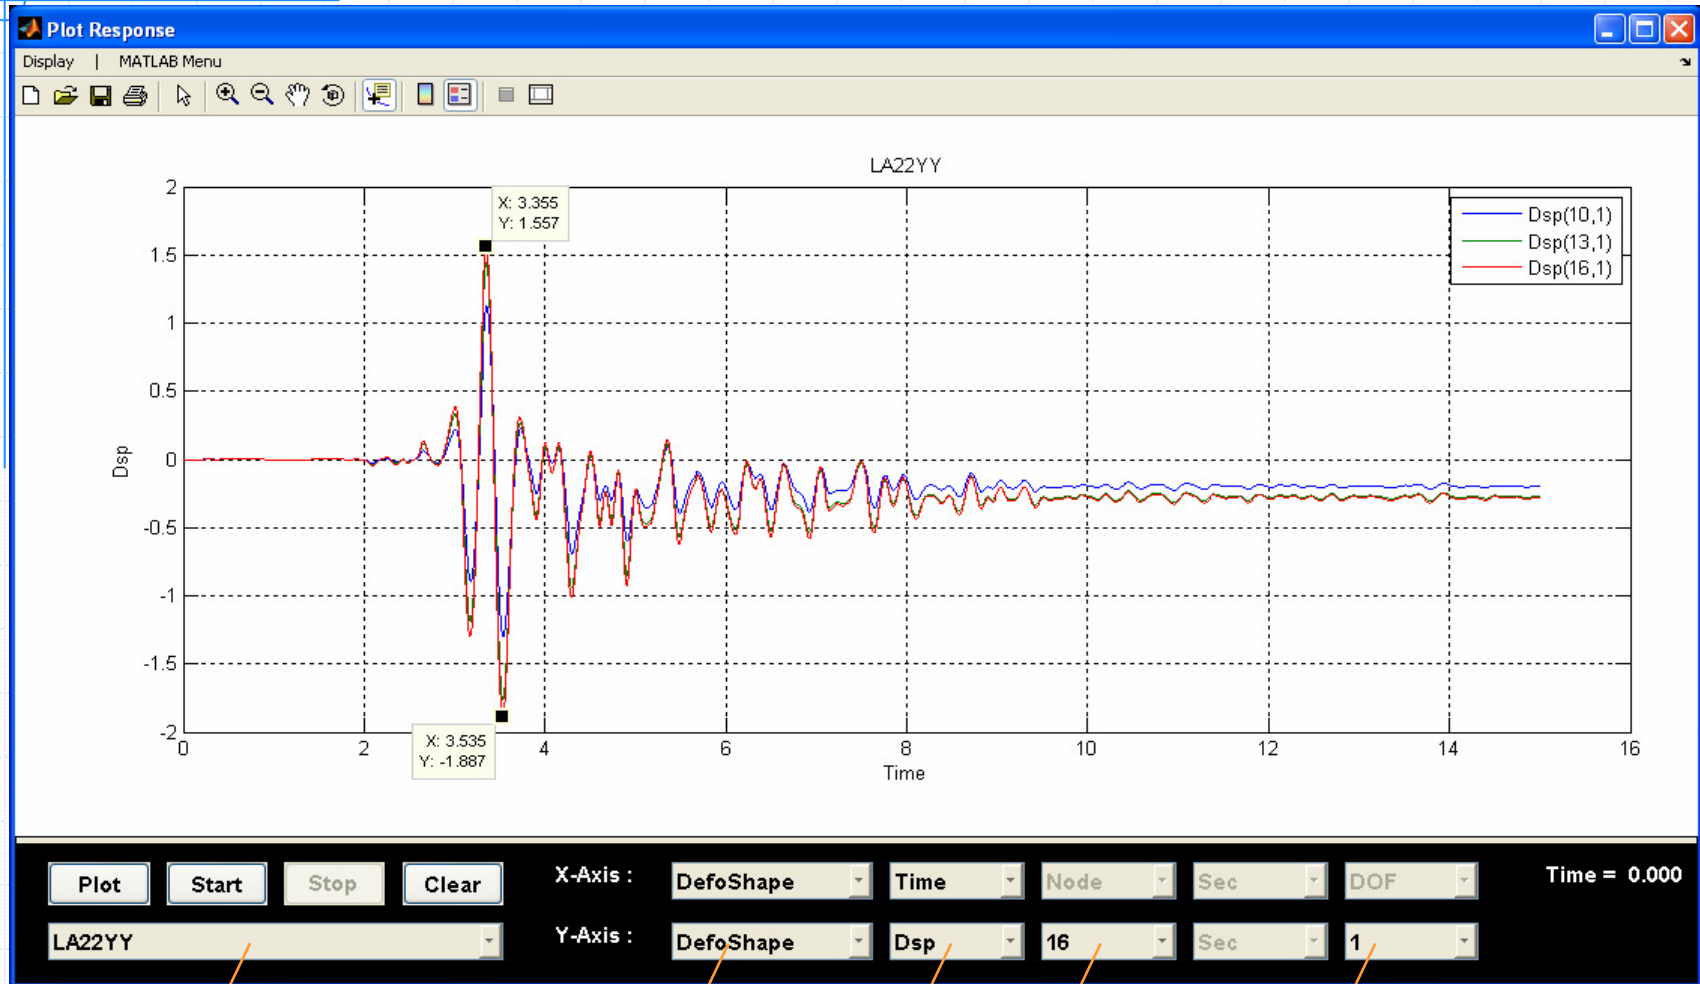 Plot Response
Display | MATLAB Menu
LA22YY
X: 3.355
Y: 1.557
Dsp(10,1)
Dsp(13,1)
Dsp(16,1)
2
1.5
1
0.5
0
-0.5
-1
-1.5
-2
Dsp
X: 3.535
Y: -1.887
0 2 4 6 8 10 12 14 16
Time
Plot Start Stop Clear X-Axis : DefoShape Time Node Sec DOF Time = 0.000
LA22YY Y-Axis : DefoShape Dsp 16 Sec 1